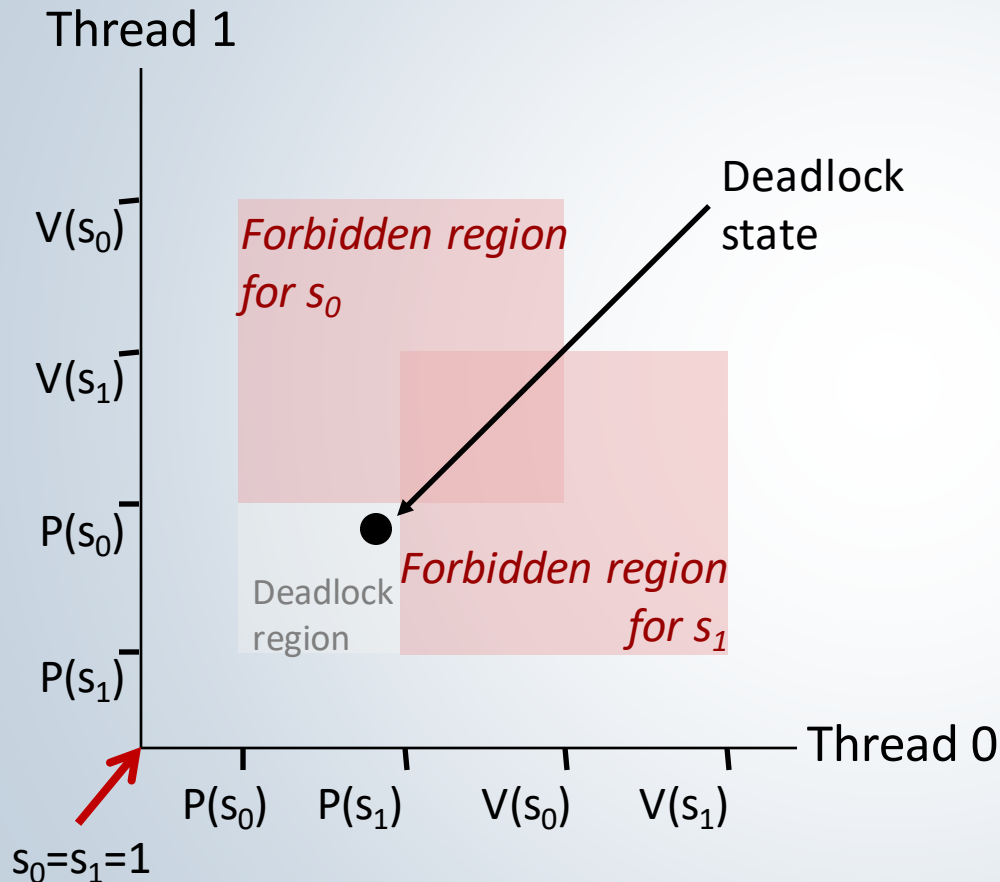 Thread 1
Deadlock
state
V(s₀)
Forbidden region
for s₀
V(s₁)
P(s₀)
Forbidden region
for s₁
Deadlock
region
P(s₁)
Thread 0
P(s₀) P(s₁) V(s₀) V(s₁)
s₀=s₁=1